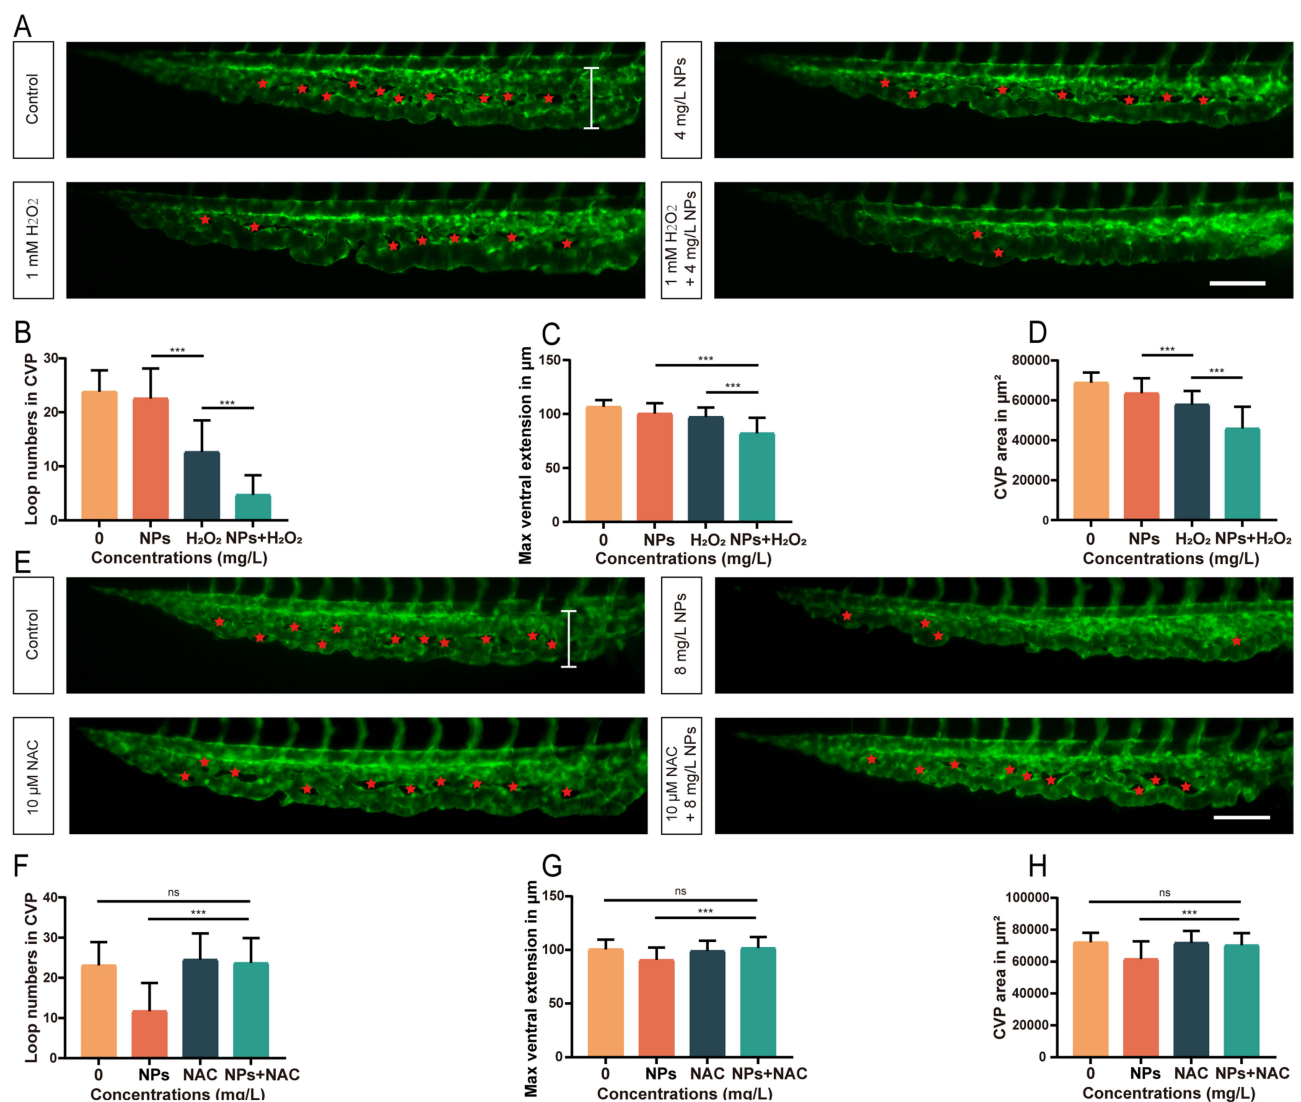 A
Control
4 mg/L NPs
1 mM H2O2
1 mM H2O2
+ 4 mg/L NPs
B
Loop numbers in CVP
30
20
10
0
***
***
0 NPs H₂O₂ NPs+H₂O₂
Concentrations (mg/L)
C
Max ventral extension in µm
150
100
50
0
***
***
0 NPs H₂O₂ NPs+H₂O₂
Concentrations (mg/L)
D
CVP area in µm²
80000
60000
40000
20000
0
***
***
0 NPs H₂O₂ NPs+H₂O₂
Concentrations (mg/L)
E
Control
8 mg/L NPs
10 µM NAC
10 µM NAC
+ 8 mg/L NPs
F
Loop numbers in CVP
40
30
20
10
0
ns
***
0 NPs NAC NPs+NAC
Concentrations (mg/L)
G
Max ventral extension in µm
150
100
50
0
ns
***
0 NPs NAC NPs+NAC
Concentrations (mg/L)
H
CVP area in µm²
100000
80000
60000
40000
20000
0
ns
***
0 NPs NAC NPs+NAC
Concentrations (mg/L)